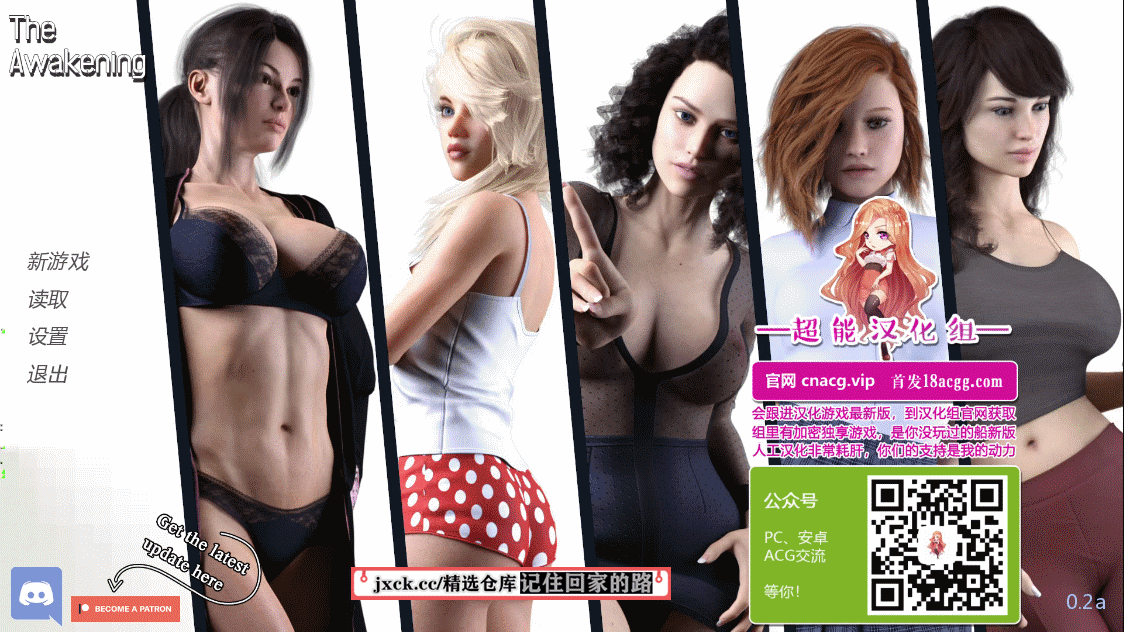 The
Awakening
新游戏
读取
设置
退出
Get the latest
update here
BECOME A PATRON
jxck.cc/精选仓库 记住回家的路
一超能汉化组一
官网 cnacg.vip 首发18acgg.com
会跟进汉化游戏最新版，到汉化组官网获取
组里有加密独享游戏，是你没玩过的船新版
人工汉化非常耗肝，你们的支持是我的动力
公众号
PC、安卓
ACG交流
等你!
0.2a